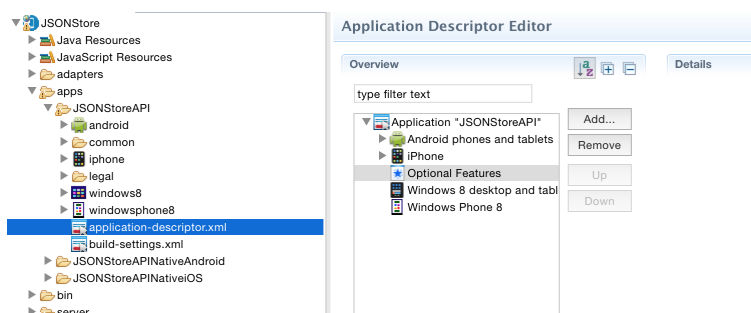 JSONStore
Java Resources
JavaScript Resources
adapters
apps
JSONStoreAPI
android
common
iphone
legal
windows8
windowsphone8
application-descriptor.xml
build-settings.xml
JSONStoreAPINativeAndroid
JSONStoreAPINativeiOS
bin
server
Application Descriptor Editor
Overview
type filter text
Application "JSONStoreAPI"
Android phones and tablets
iPhone
Optional Features
Windows 8 desktop and tabl
Windows Phone 8
Add...
Remove
Up
Down
Details